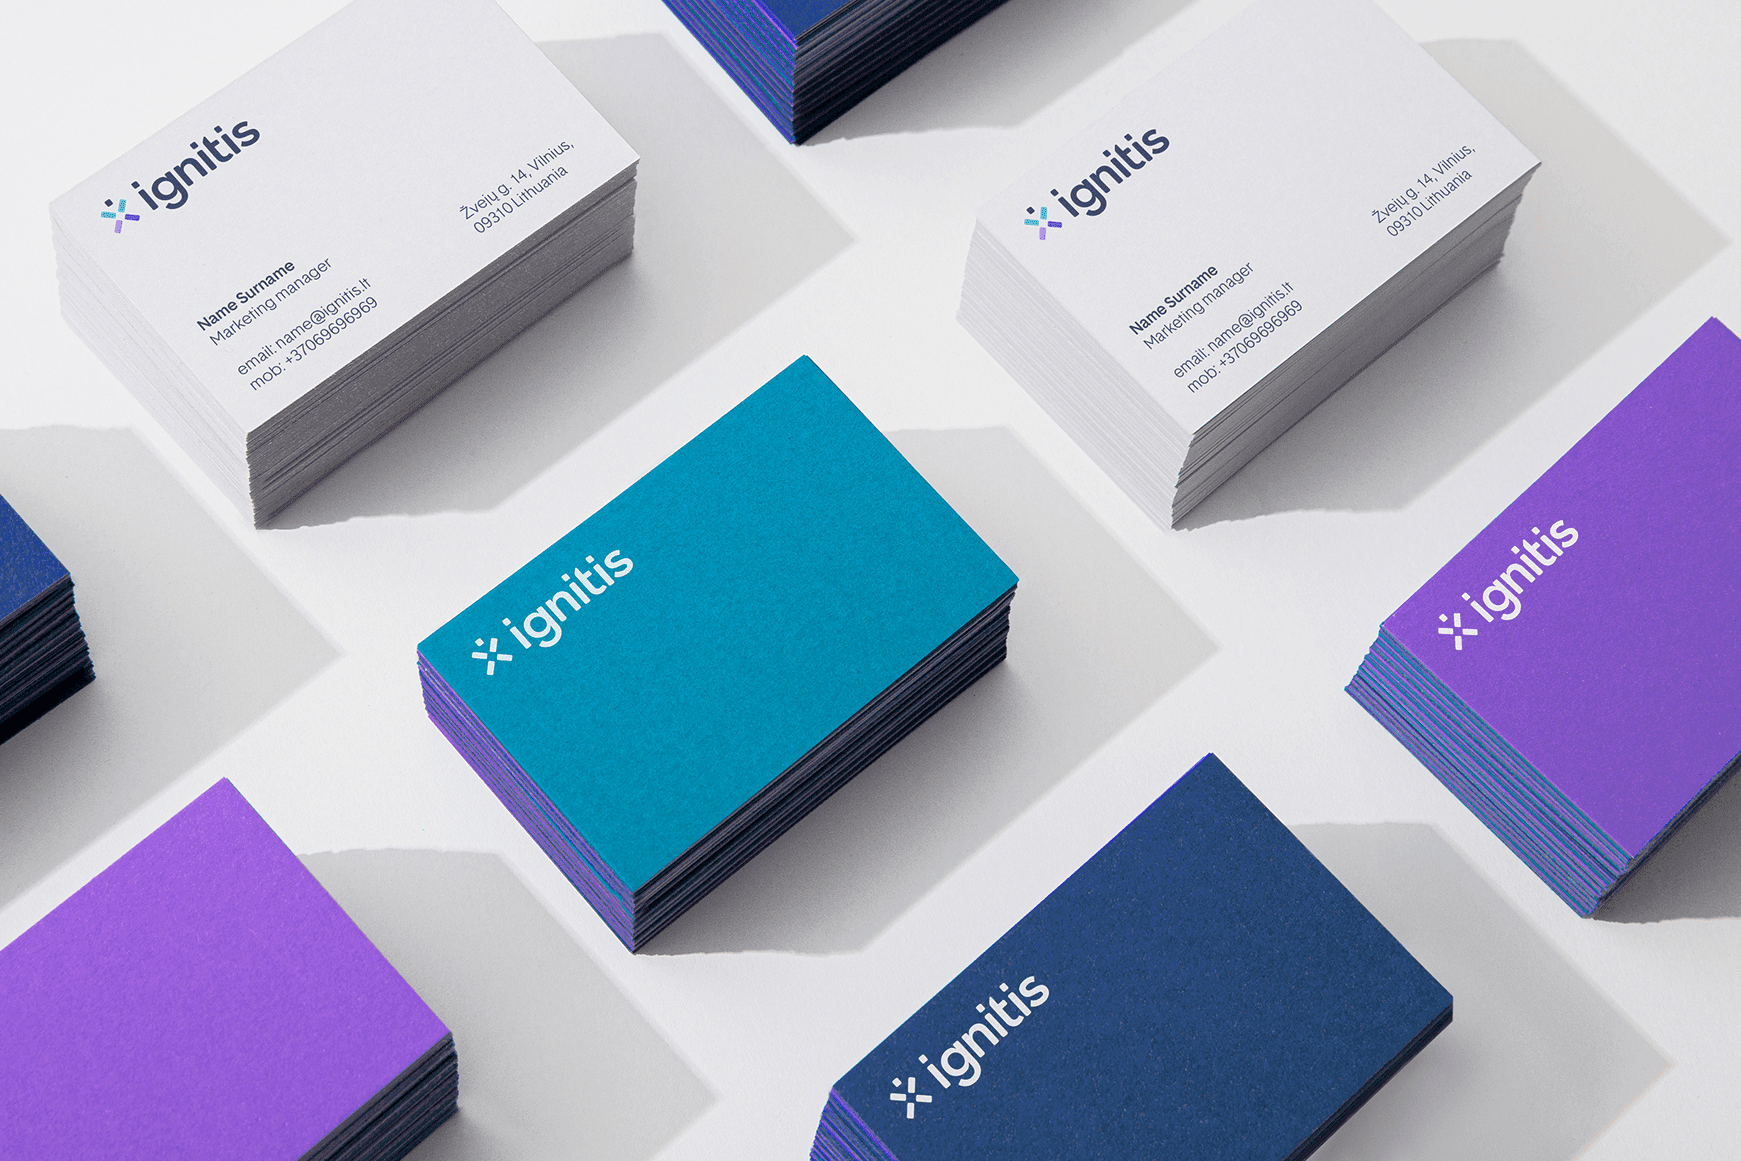 ignitis
Žvejų g. 14, Vilnius,
09310 Lithuania
Name Surname
Marketing manager
email: name@ignitis.lt
mob: +37069696969
ignitis
Žvejų g. 14, Vilnius,
09310 Lithuania
Name Surname
Marketing manager
email: name@ignitis.lt
mob: +37069696969
ignitis
ignitis
ignitis